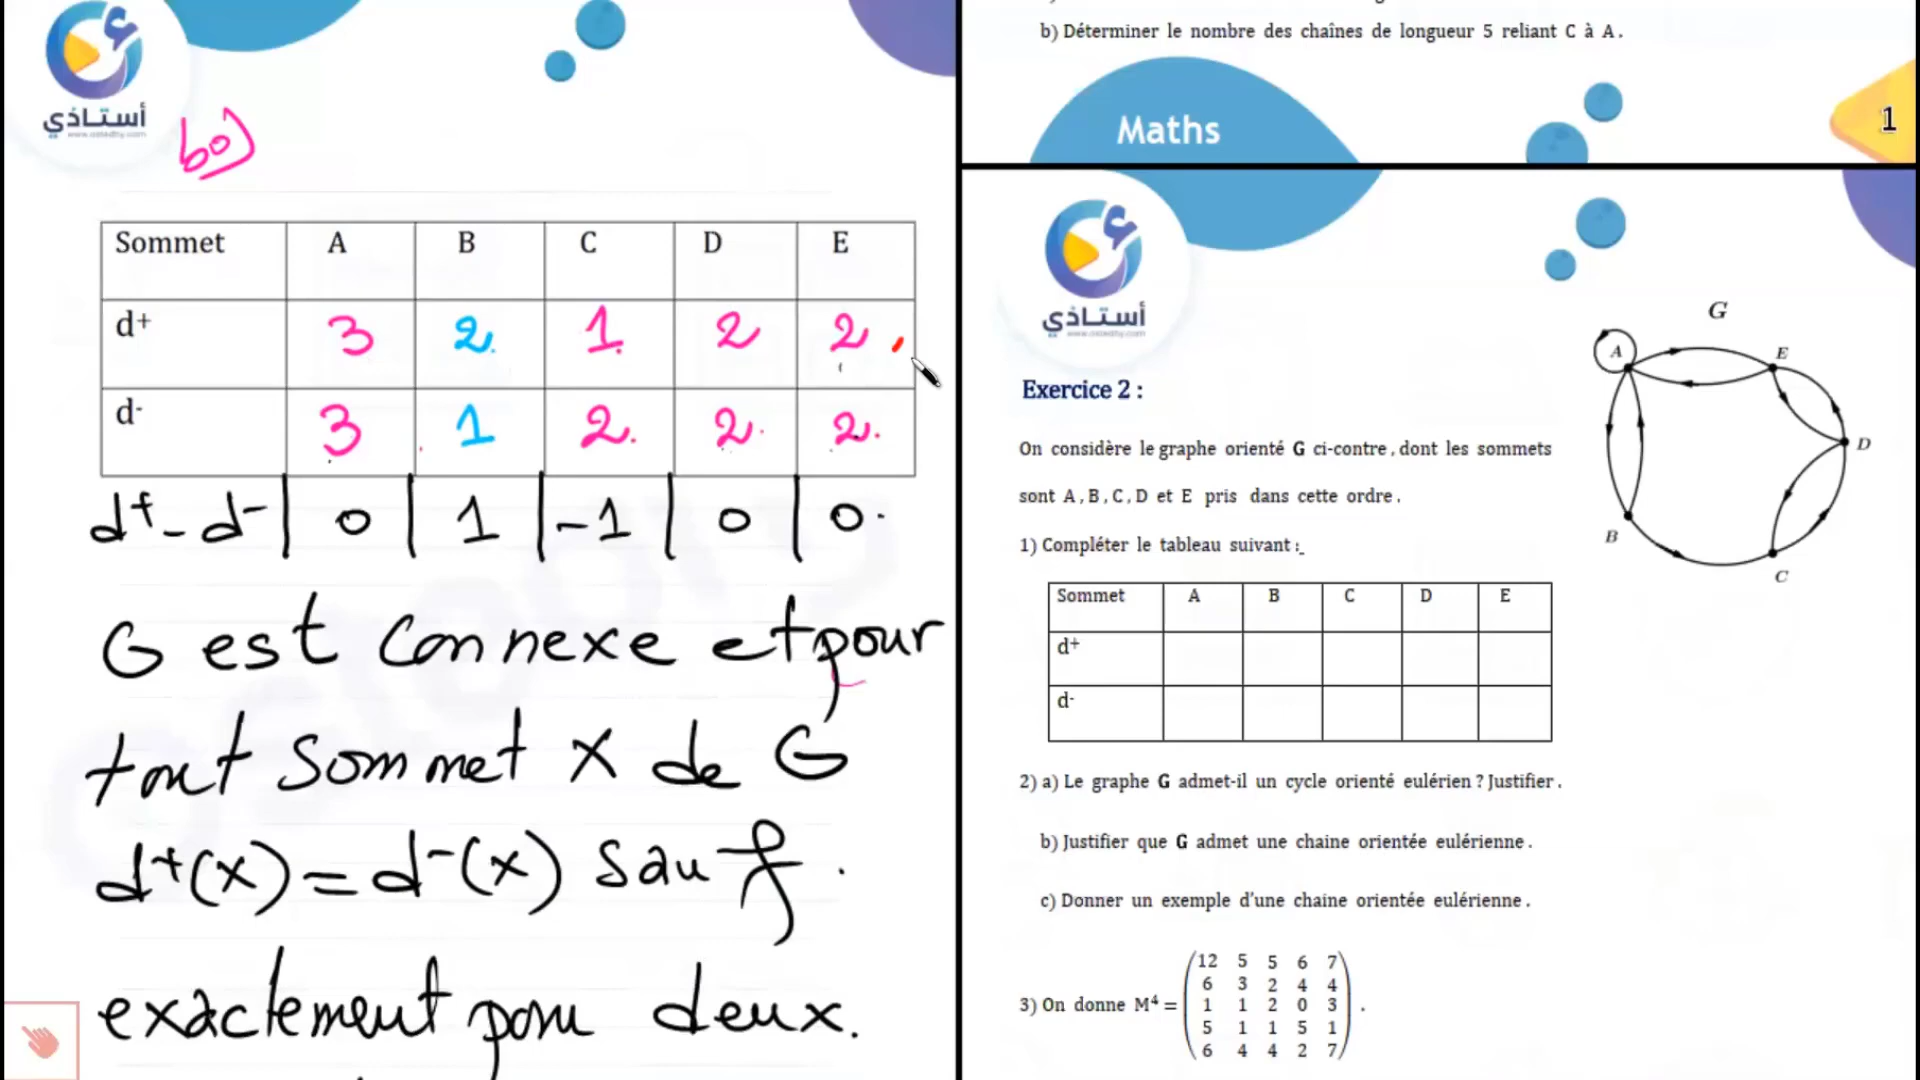 أستاذي
www.ostedhy.com
b)
Sommet A B C D E
d⁺ 3 2 1 2 2
d⁻ 3 1 2 2 2
d⁺ - d⁻ | 0 | 1 | -1 | 0 | 0
G est connexe et pour
tout sommet x de G
d⁺(x) = d⁻(x) sauf
exactement pour deux
b) Déterminer le nombre des chaînes de longueur 5 reliant C à A.
Maths
1
أستاذي
www.ostedhy.com
G
A
E
D
B
C
Exercice 2 :
On considère le graphe orienté G ci-contre, dont les sommets
sont A, B, C, D et E pris dans cette ordre.
1) Compléter le tableau suivant :
Sommet A B C D E
d⁺
d⁻
2) a) Le graphe G admet-il un cycle orienté eulérien ? Justifier.
b) Justifier que G admet une chaine orientée eulérienne.
c) Donner un exemple d'une chaine orientée eulérienne.
3) On donne M⁴ =
12 5 5 6 7
6 3 2 4 4
1 1 2 0 3
5 1 1 5 1
6 4 4 2 7
.